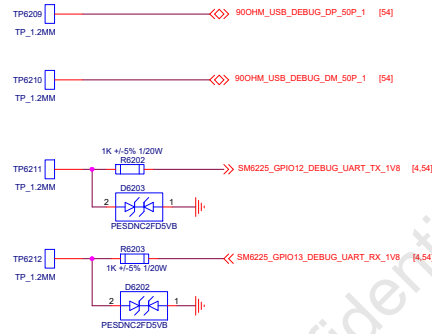 TP6209
90OHM_USB_DEBUG_DP_50P_1 [54]
TP_1.2MM
TP6210
90OHM_USB_DEBUG_DM_50P_1 [54]
TP_1.2MM
1K +/-5% 1/20W
R6202
TP6211
SM6225_GPIO12_DEBUG_UART_TX_1V8 [4,54]
TP_1.2MM
D6203
2 1
PESDNC2FD5VB
R6203
TP6212
SM6225_GPIO13_DEBUG_UART_RX_1V8 [4,54]
1K +/-5% 1/20W
TP_1.2MM
D6202
2 1
PESDNC2FD5VB